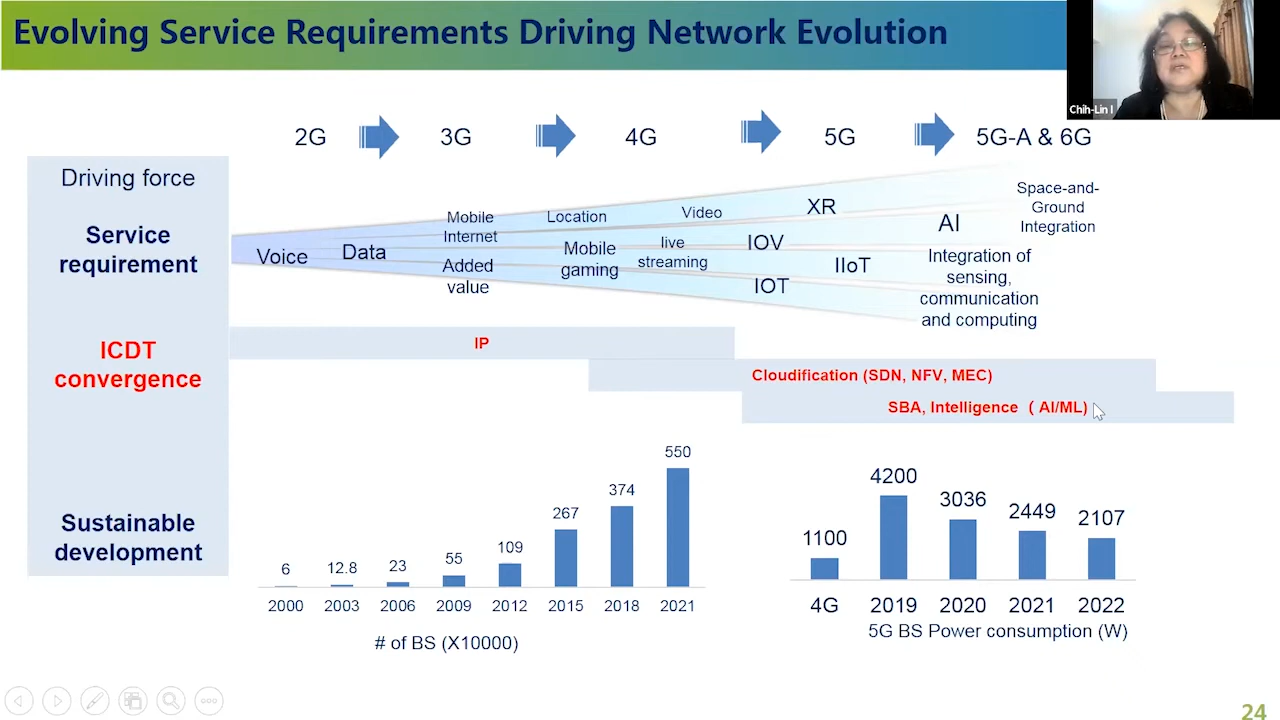 Evolving Service Requirements Driving Network Evolution
Chih-Lin I
2G
3G
4G
5G
5G-A & 6G
Driving force
Service
requirement
Voice
Data
Mobile
Internet
Added
value
Location
Mobile
gaming
Video
live
streaming
XR
IOV
IIoT
IOT
AI
Space-and-
Ground
Integration
Integration of
sensing,
communication
and computing
ICDT
convergence
IP
Cloudification (SDN, NFV, MEC)
SBA, Intelligence ( AI/ML)
Sustainable
development
6
12.8
23
55
109
267
374
550
2000
2003
2006
2009
2012
2015
2018
2021
# of BS (X10000)
1100
4200
3036
2449
2107
4G
2019
2020
2021
2022
5G BS Power consumption (W)
24